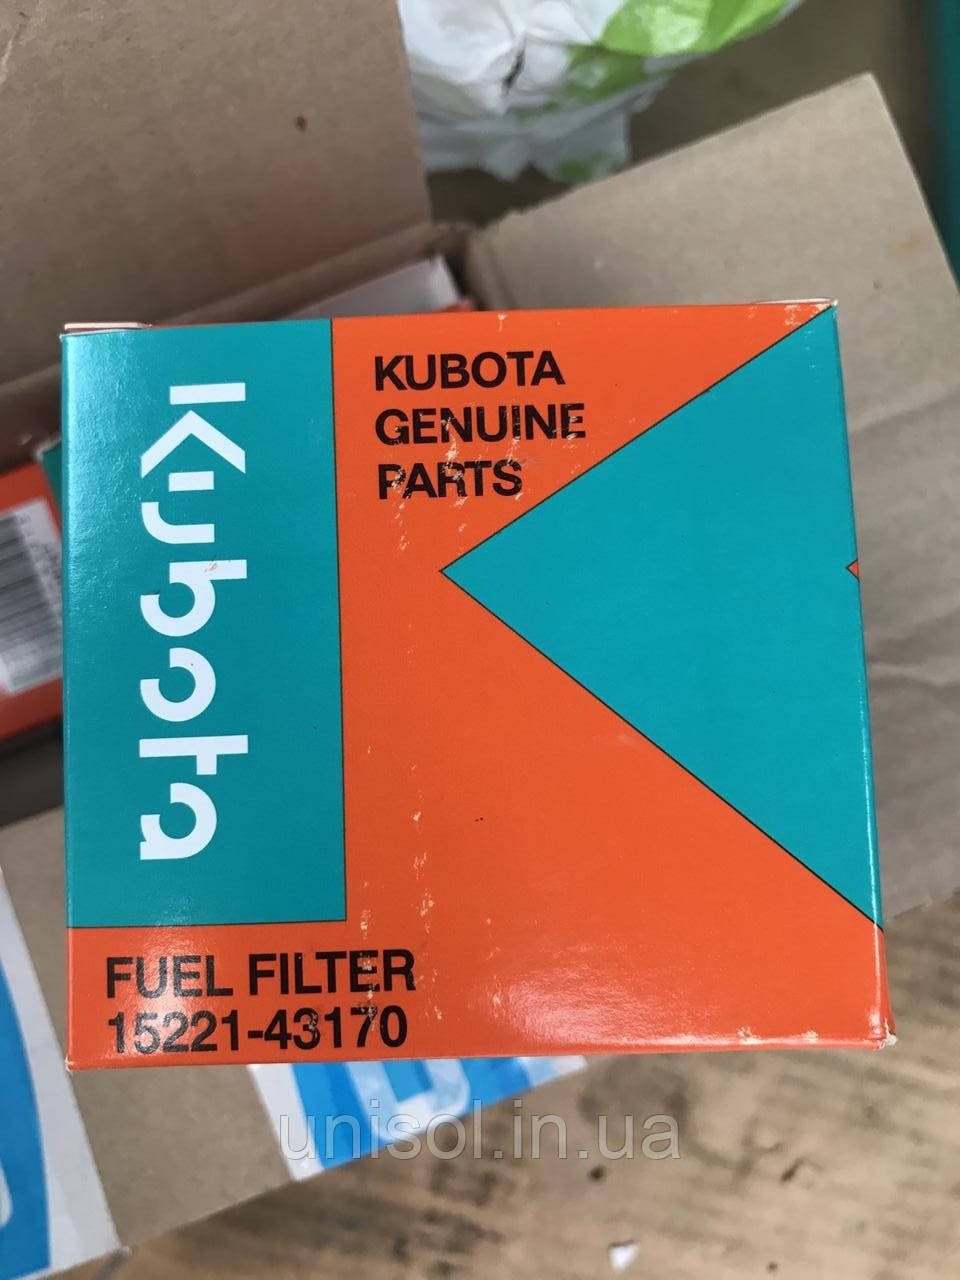 Kubota
KUBOTA
GENUINE
PARTS
FUEL FILTER
15221-43170
unisol.in.ua